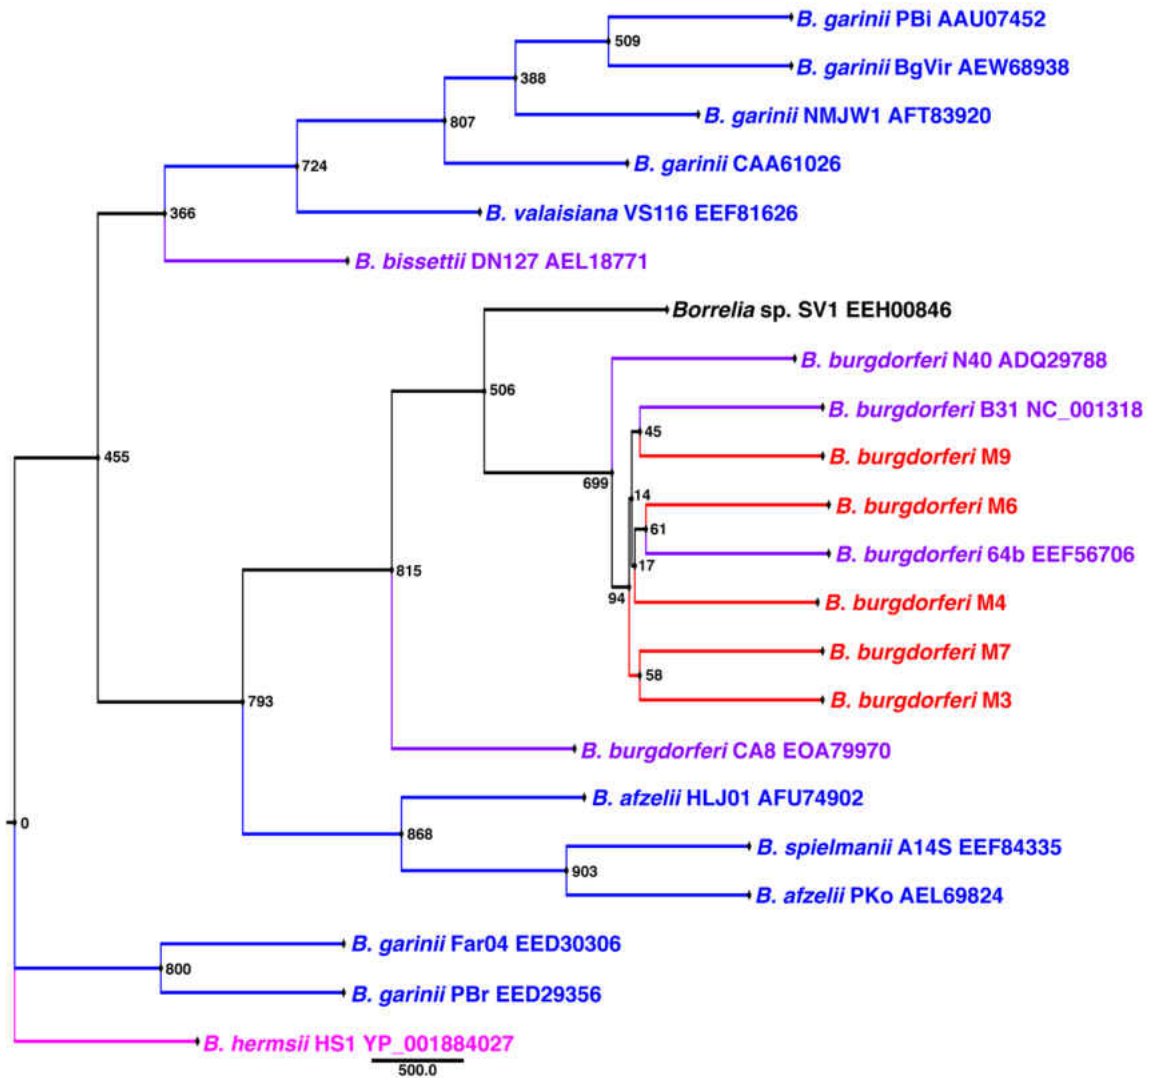 B. garinii PBi AAU07452
509
B. garinii BgVir AEW68938
388
B. garinii NMJW1 AFT83920
807
B. garinii CAA61026
724
B. valaisiana VS116 EEF81626
366
B. bissettii DN127 AEL18771
Borrelia sp. SV1 EEH00846
B. burgdorferi N40 ADQ29788
506
B. burgdorferi B31 NC_001318
45
455
B. burgdorferi M9
699
14
B. burgdorferi M6
61
B. burgdorferi 64b EEF56706
17
815
94
B. burgdorferi M4
B. burgdorferi M7
58
793
B. burgdorferi M3
B. burgdorferi CA8 EOA79970
B. afzelii HLJ01 AFU74902
0
868
B. spielmanii A14S EEF84335
903
B. afzelii PKo AEL69824
B. garinii Far04 EED30306
800
B. garinii PBr EED29356
B. hermsii HS1 YP_001884027
500.0